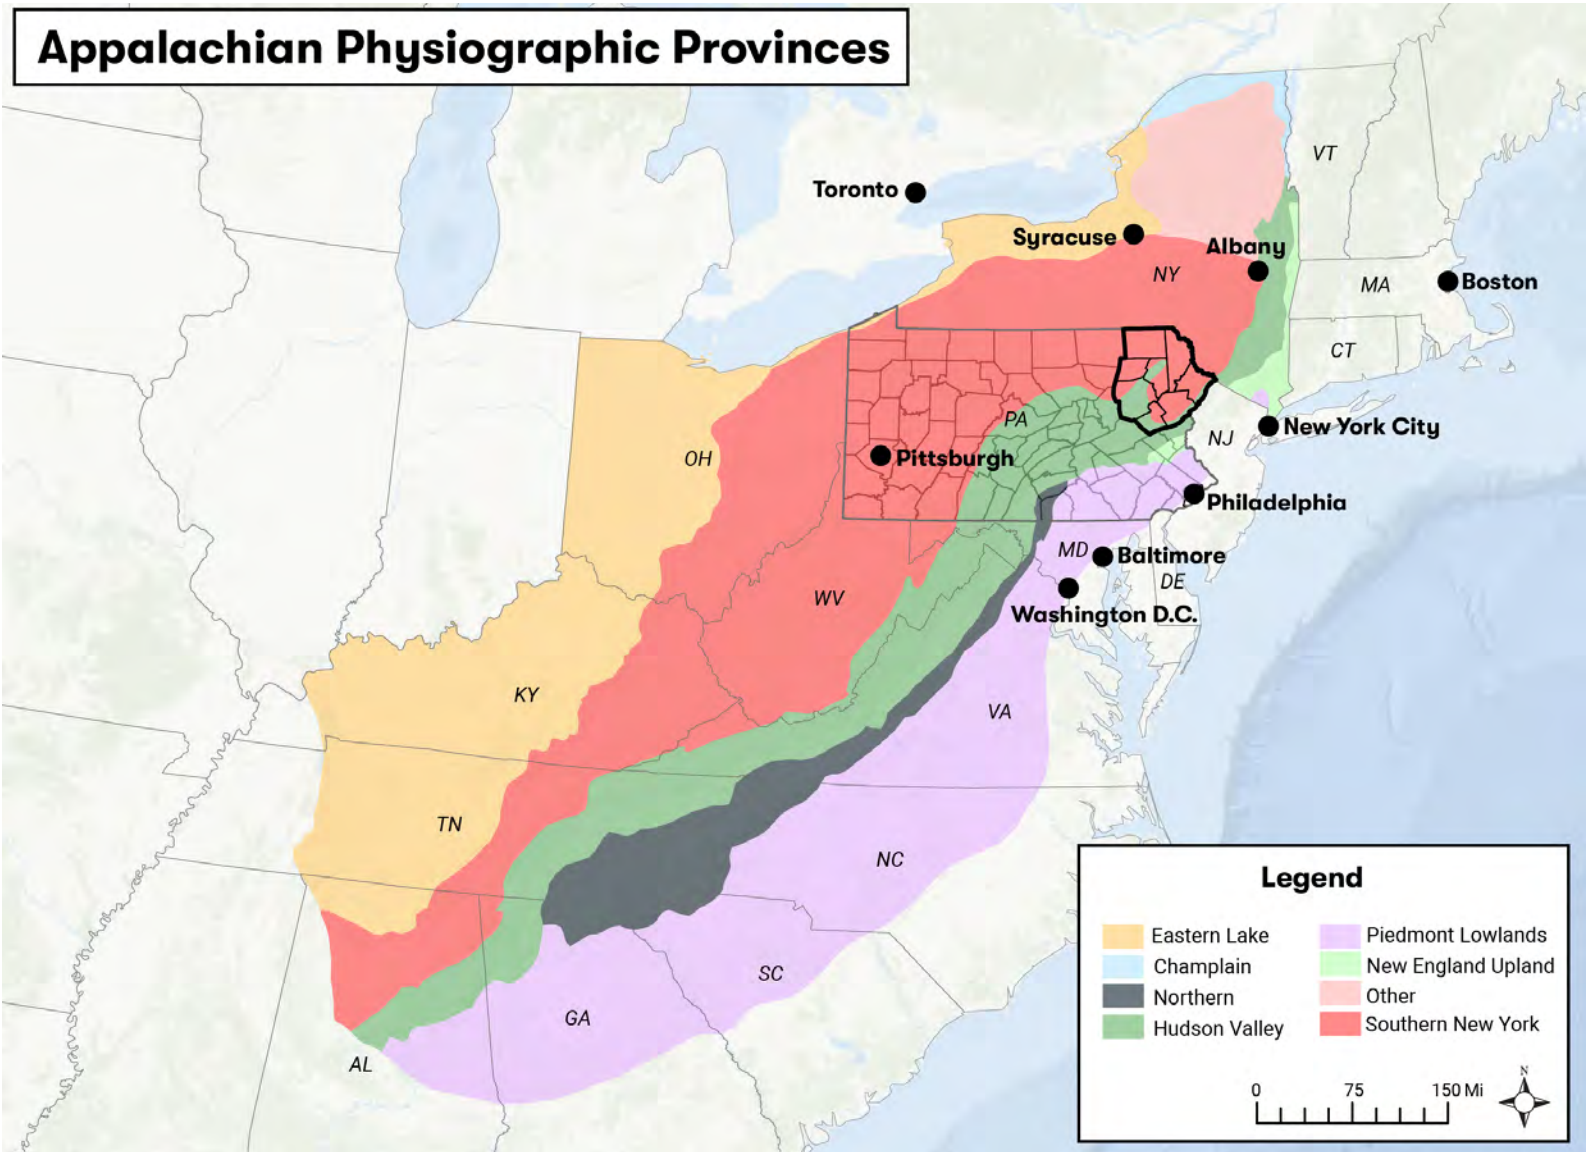 Appalachian Physiographic Provinces
VT
Toronto
Syracuse
Albany
NY
MA
Boston
CT
PA
New York City
NJ
OH
Pittsburgh
Philadelphia
MD
Baltimore
DE
WV
Washington D.C.
KY
VA
TN
NC
SC
GA
AL
Legend
Eastern Lake
Champlain
Northern
Hudson Valley
Piedmont Lowlands
New England Upland
Other
Southern New York
0 75 150 Mi
N